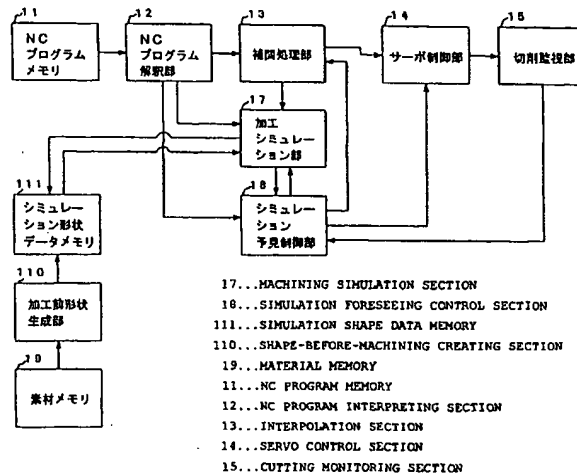 11
NC
プログラム
メモリ
12
NC
プログラム
解釈部
13
補間処理部
14
サーボ制御部
15
切削監視部
17
加工
シミュレー
ション部
18
シミュレー
ション
予見制御部
111
シミュレー
ション形状
データメモリ
110
加工前形状
生成部
19
素材メモリ
17...MACHINING SIMULATION SECTION
18...SIMULATION FORESEEING CONTROL SECTION
111...SIMULATION SHAPE DATA MEMORY
110...SHAPE-BEFORE-MACHINING CREATING SECTION
19...MATERIAL MEMORY
11...NC PROGRAM MEMORY
12...NC PROGRAM INTERPRETING SECTION
13...INTERPOLATION SECTION
14...SERVO CONTROL SECTION
15...CUTTING MONITORING SECTION